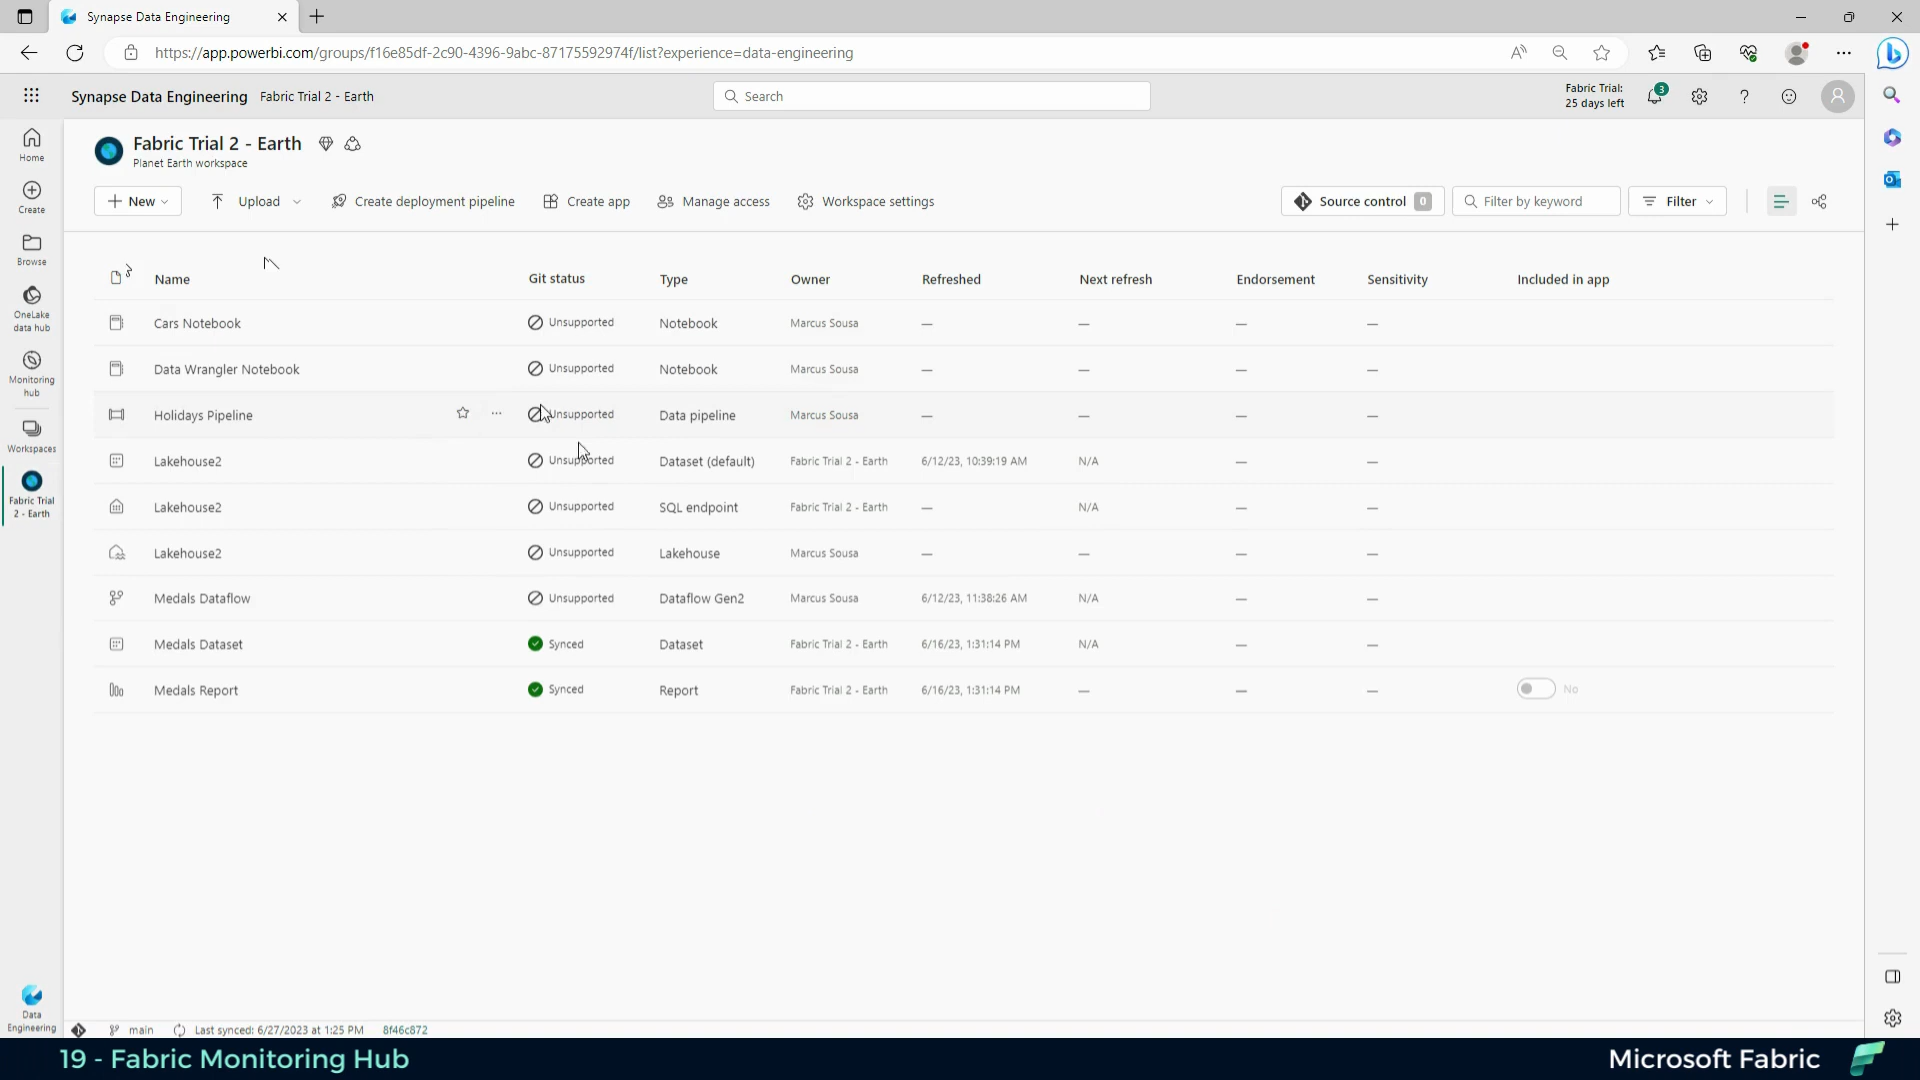 Synapse Data Engineering
https://app.powerbi.com/groups/f16e85df-2c90-4396-9abc-87175592974f/list?experience=data-engineering
Synapse Data Engineering Fabric Trial 2 - Earth
Search
Fabric Trial:
25 days left
3
Home
Create
Browse
OneLake
data hub
Monitoring
hub
Workspaces
Fabric Trial
2 - Earth
Data
Engineering
Fabric Trial 2 - Earth
Planet Earth workspace
New Upload Create deployment pipeline Create app Manage access Workspace settings Source control 0 Filter by keyword Filter
Name Git status Type Owner Refreshed Next refresh Endorsement Sensitivity Included in app
Cars Notebook Unsupported Notebook Marcus Sousa — — — —
Data Wrangler Notebook Unsupported Notebook Marcus Sousa — — — —
Holidays Pipeline ... Unsupported Data pipeline Marcus Sousa — — — —
Lakehouse2 Unsupported Dataset (default) Fabric Trial 2 - Earth 6/12/23, 10:39:19 AM N/A — —
Lakehouse2 Unsupported SQL endpoint Fabric Trial 2 - Earth — N/A — —
Lakehouse2 Unsupported Lakehouse Marcus Sousa — — — —
Medals Dataflow Unsupported Dataflow Gen2 Marcus Sousa 6/12/23, 11:38:26 AM N/A — —
Medals Dataset Synced Dataset Fabric Trial 2 - Earth 6/16/23, 1:31:14 PM N/A — —
Medals Report Synced Report Fabric Trial 2 - Earth 6/16/23, 1:31:14 PM — — — No
main Last synced: 6/27/2023 at 1:25 PM 8f46c872
19 - Fabric Monitoring Hub
Microsoft Fabric